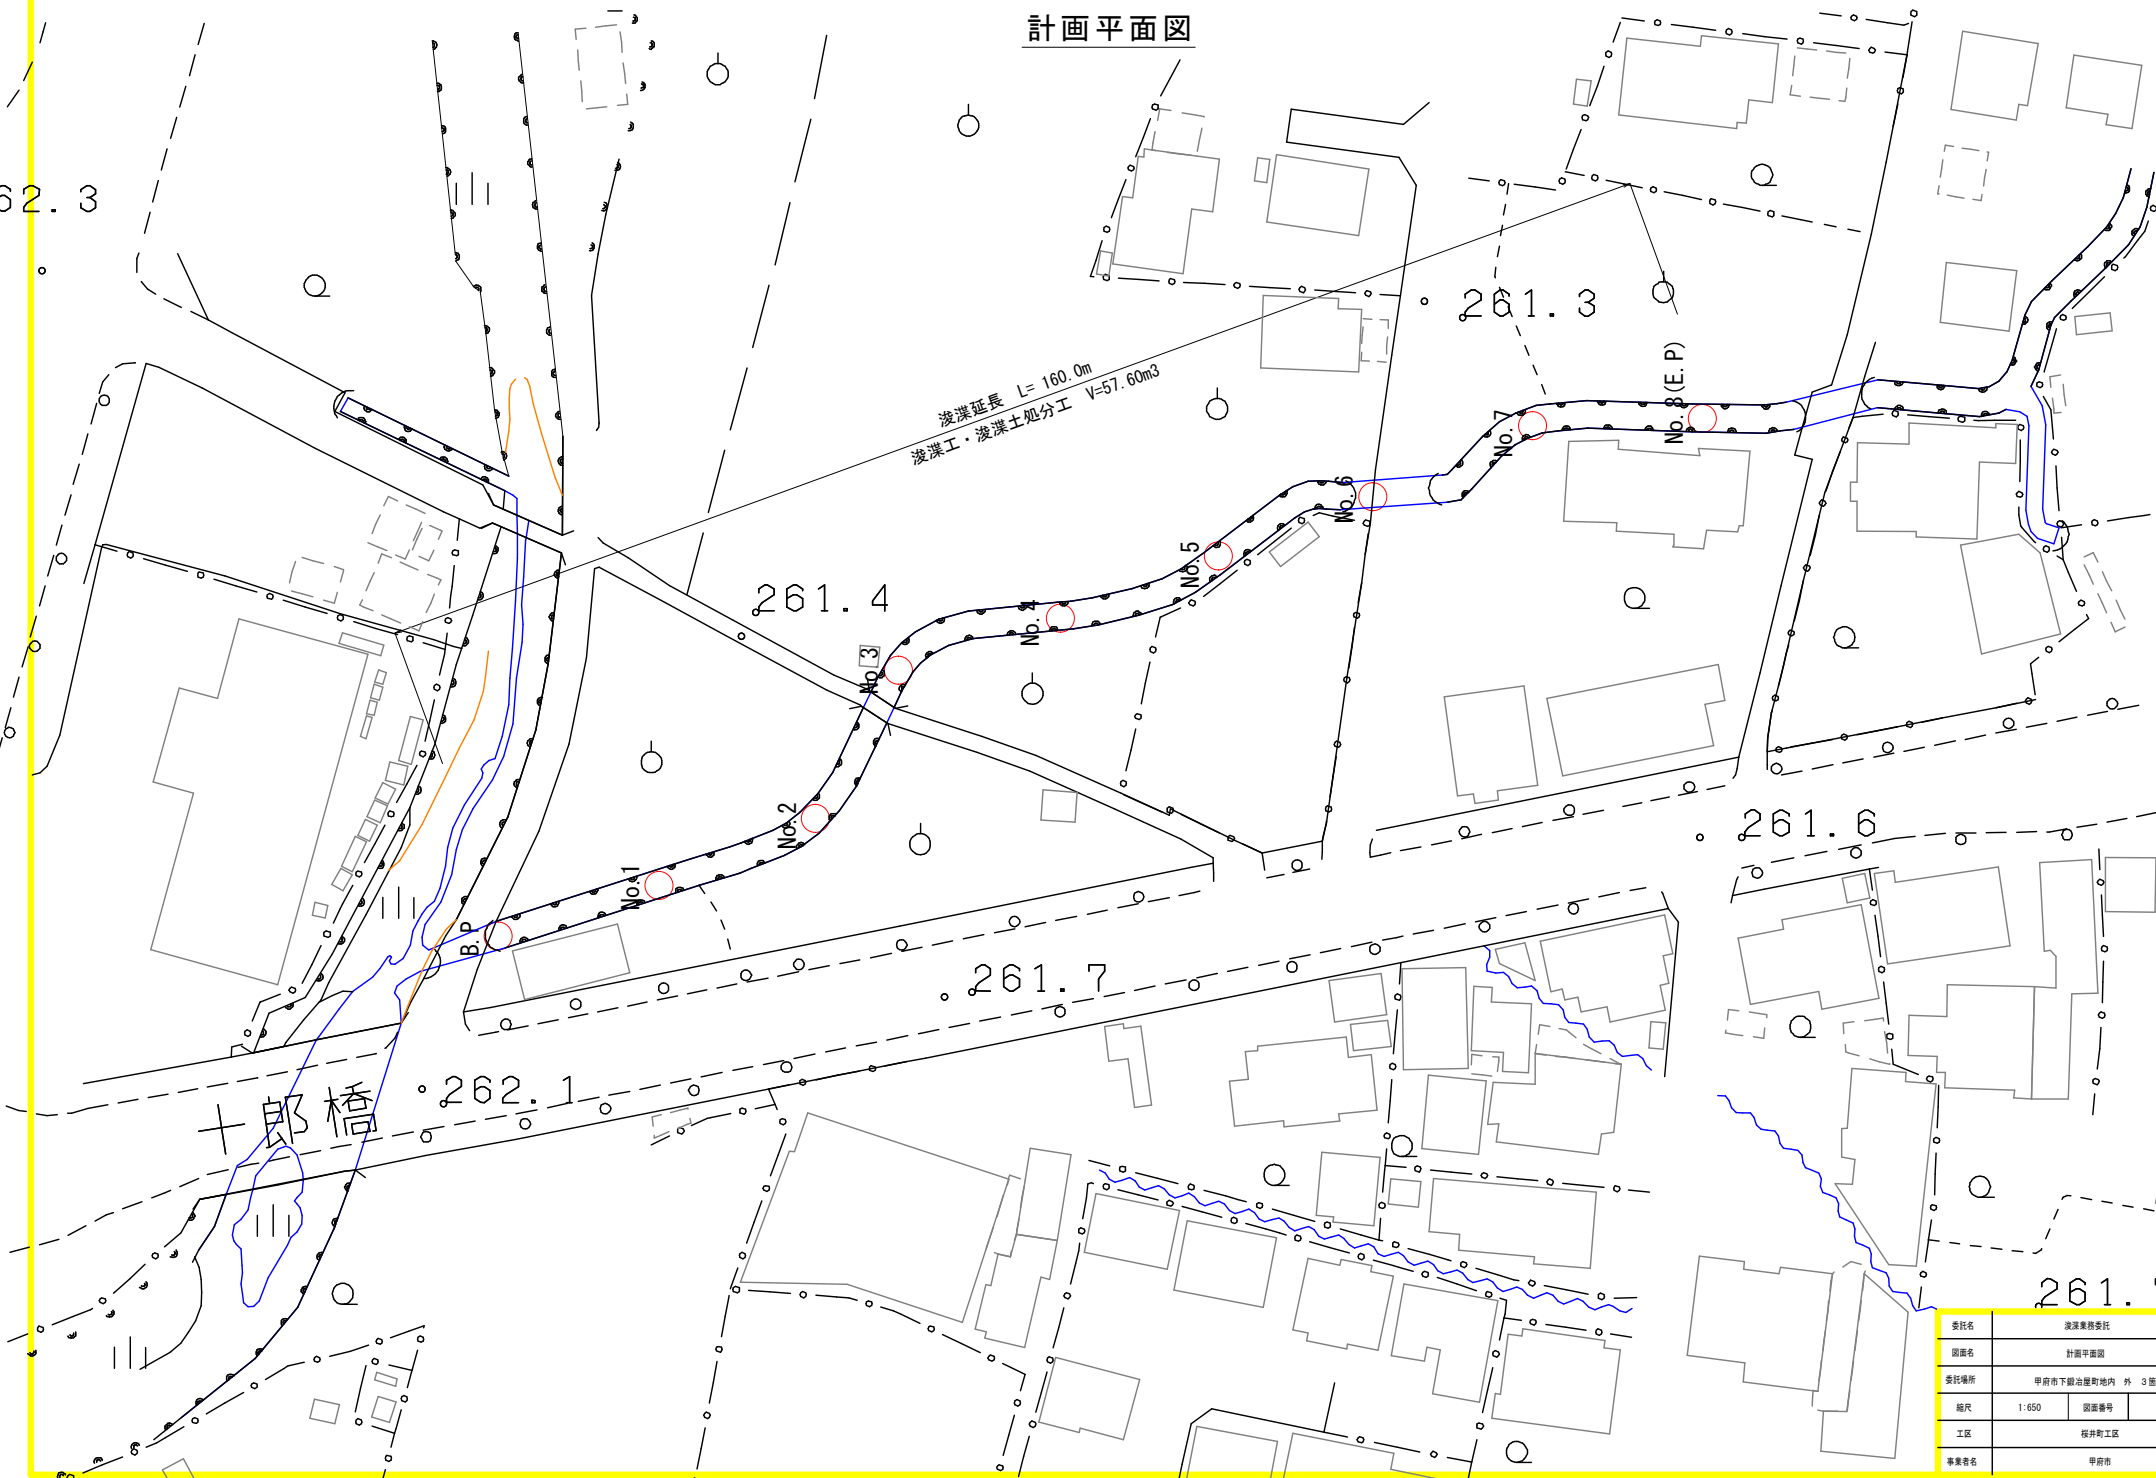 計画平面図
62.3
261.3
浚渫延長 L= 160.0m
浚渫工・浚渫土処分工 V=57.60m3
No.8(E.P)
No.7
No.6
No.5
No.4
No.3
No.2
No.1
B.P
261.4
261.6
261.7
262.1
十郎橋
261.
委託名 浚渫業務委託
図面名 計画平面図
委託場所 甲府市下鍛冶屋町地内 外 3箇
縮尺 1:650 図面番号
工区 桜井町工区
事業者名 甲府市